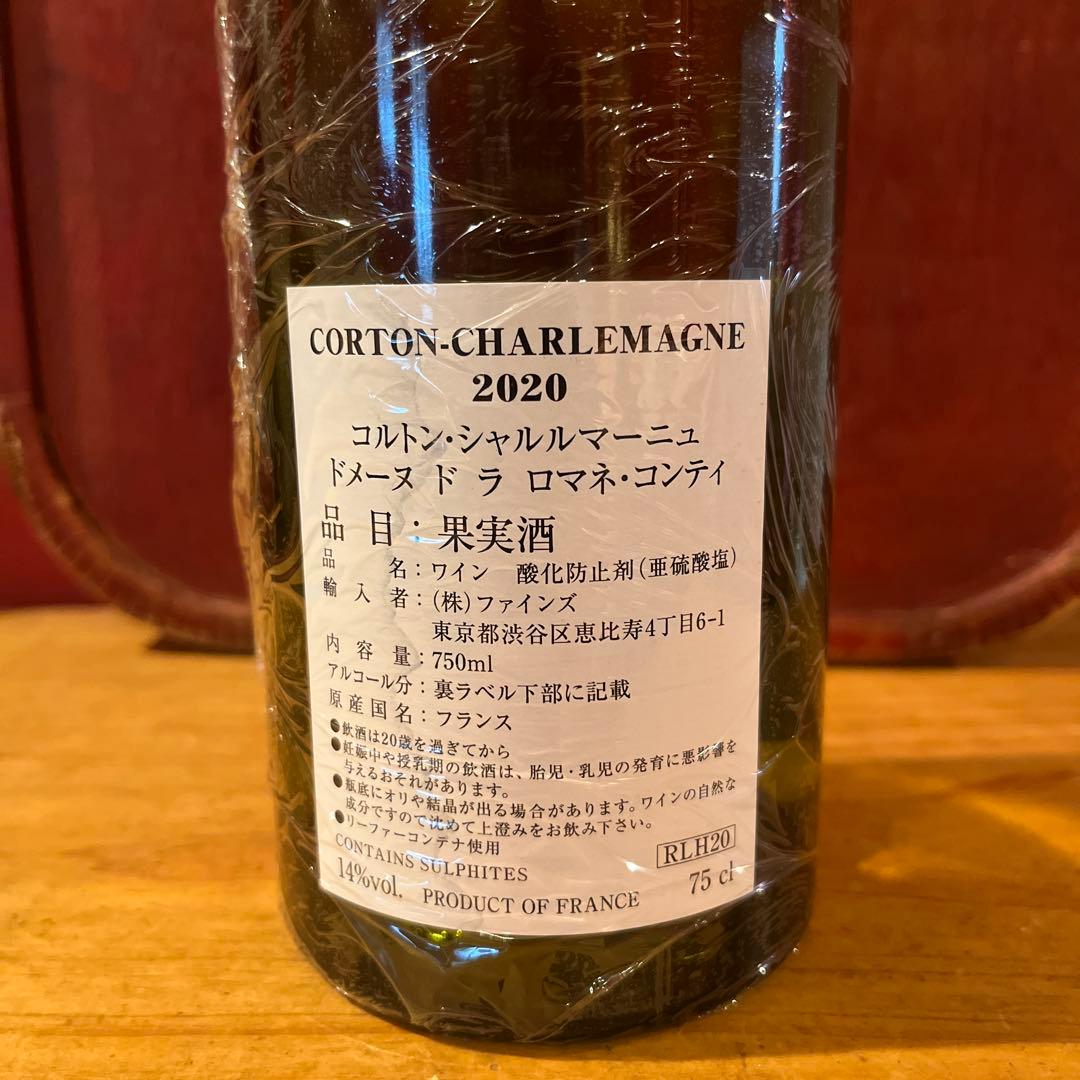 CORTON-CHARLEMAGNE
2020
コルトン・シャルルマーニュ
ドメーヌ ド ラ ロマネ・コンティ
品 目：果実酒
品 名：ワイン 酸化防止剤（亜硫酸塩）
輸 入 者：（株）ファインズ
東京都渋谷区恵比寿4丁目6-1
内 容 量：750ml
アルコール分：裏ラベル下部に記載
原 産 国 名：フランス
●飲酒は20歳を過ぎてから
●妊娠中や授乳期の飲酒は、胎児・乳児の発育に悪影響を
与えるおそれがあります。
●瓶底にオリや結晶が出る場合があります。ワインの自然な
成分ですので沈めて上澄みをお飲み下さい。
●リーファーコンテナ使用
CONTAINS SULPHITES
RLH20
14%vol. PRODUCT OF FRANCE 75 cl